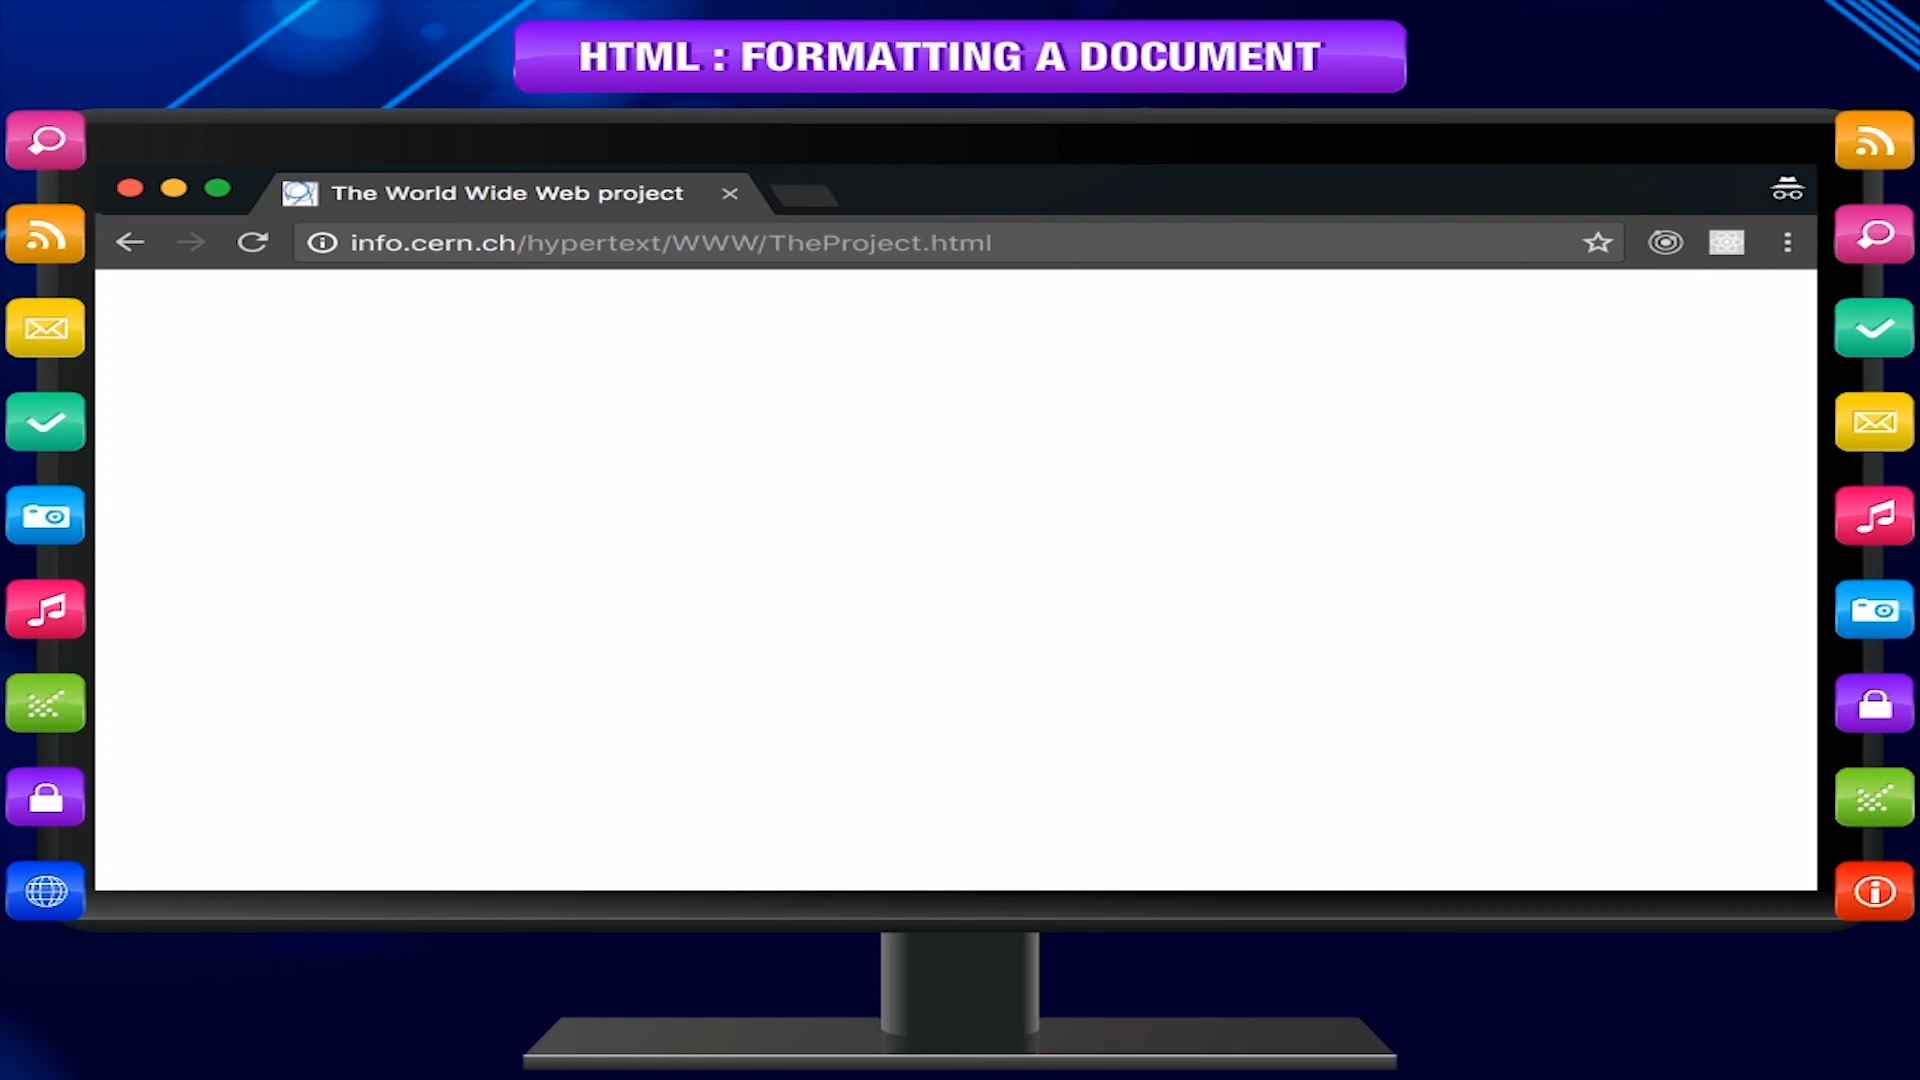 HTML : FORMATTING A DOCUMENT
The World Wide Web project
info.cern.ch/hypertext/WWW/TheProject.html